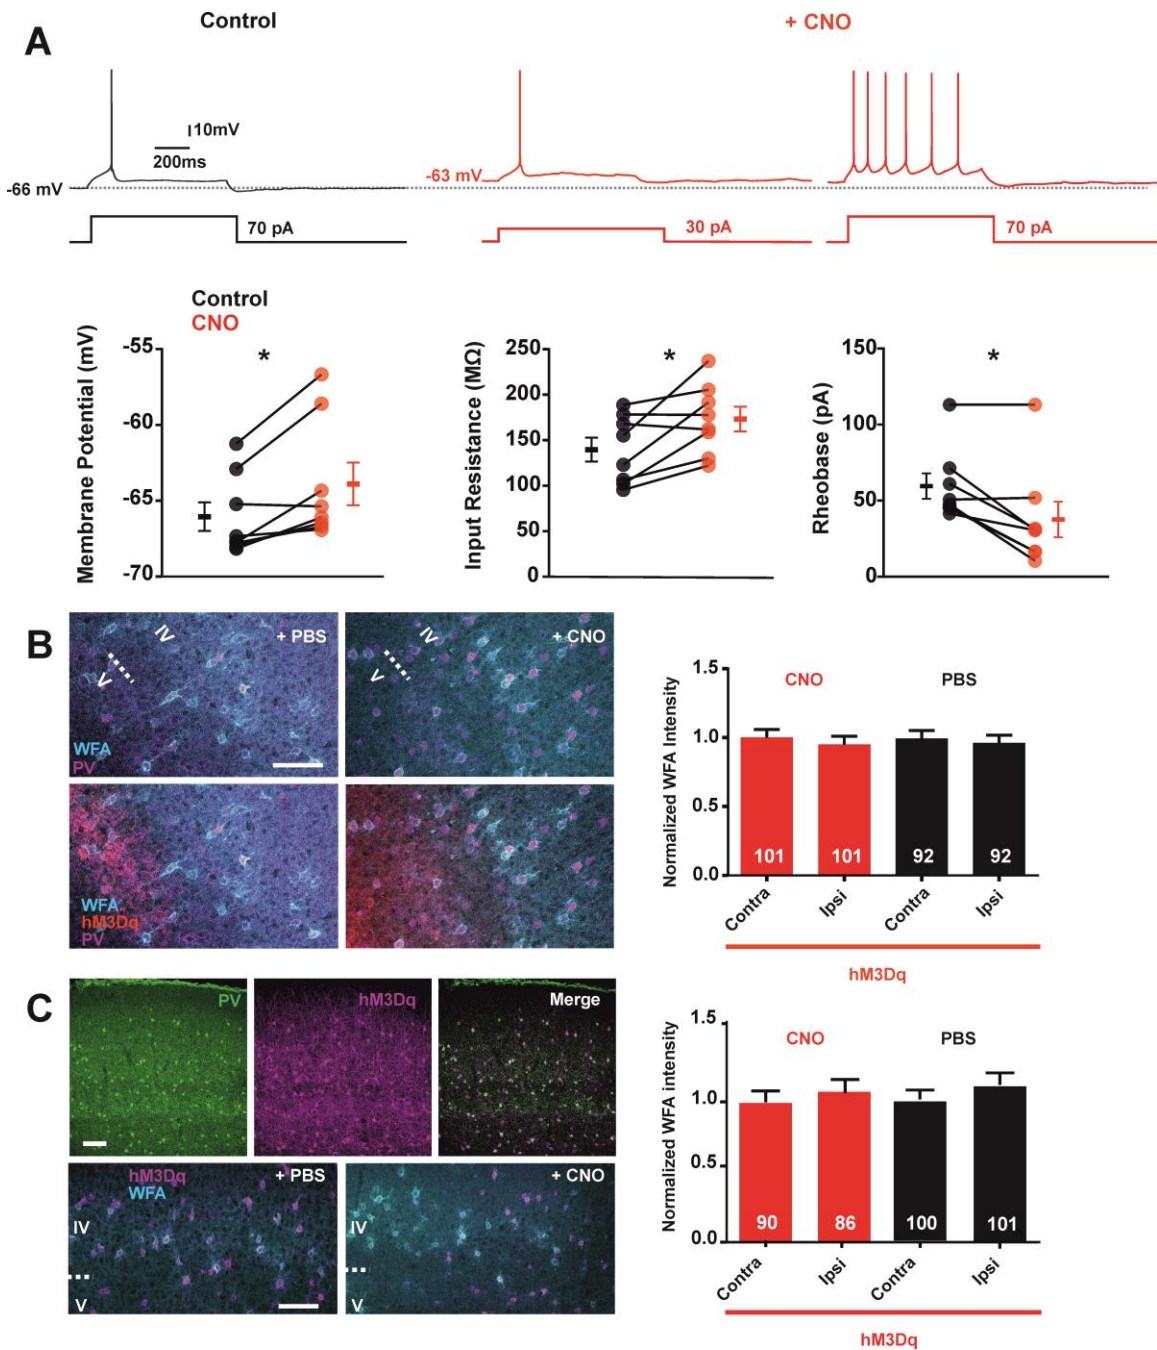 A
Control
+ CNO
10mV
200ms
-66 mV
-63 mV
70 pA
30 pA
70 pA
Control
CNO
Membrane Potential (mV)
-55
-60
-65
-70
*
Input Resistance (MΩ)
250
200
150
100
50
0
*
Rheobase (pA)
150
100
50
0
*
B
IV
V
+ PBS
WFA
PV
IV
V
+ CNO
WFA
hM3Dq
PV
Normalized WFA Intensity
1.5
1.0
0.5
0.0
CNO
PBS
101
101
92
92
Contra
Ipsi
Contra
Ipsi
hM3Dq
C
PV
hM3Dq
Merge
hM3Dq
WFA
+ PBS
IV
V
+ CNO
IV
V
Normalized WFA intensity
1.5
1.0
0.5
0.0
CNO
PBS
90
86
100
101
Contra
Ipsi
Contra
Ipsi
hM3Dq